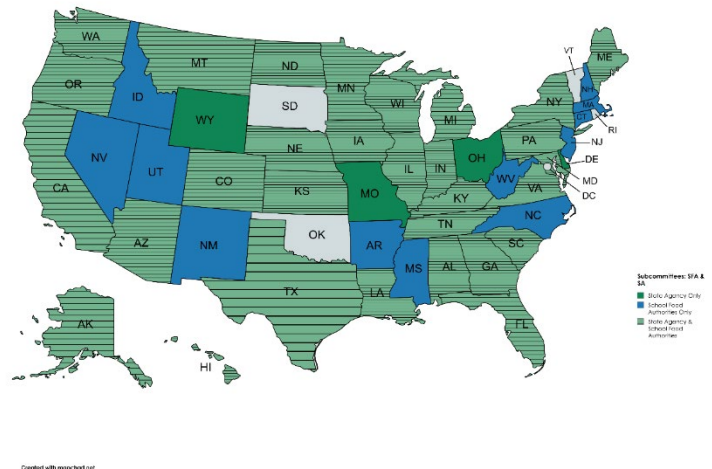 WA
MT
ND
OR
ID
WY
SD
MN
WI
MI
NY
VT
ME
NH
MA
CT
RI
NJ
DE
MD
DC
NV
UT
CO
NE
IA
IL
IN
OH
PA
WV
VA
CA
AZ
NM
KS
MO
KY
TN
NC
SC
OK
AR
MS
AL
GA
TX
LA
FL
AK
HI
Subcommittees: SFA &
SA
State Agency Only
School Food
Authorities Only
State Agency &
School Food
Authorities
Created with mapchart.net